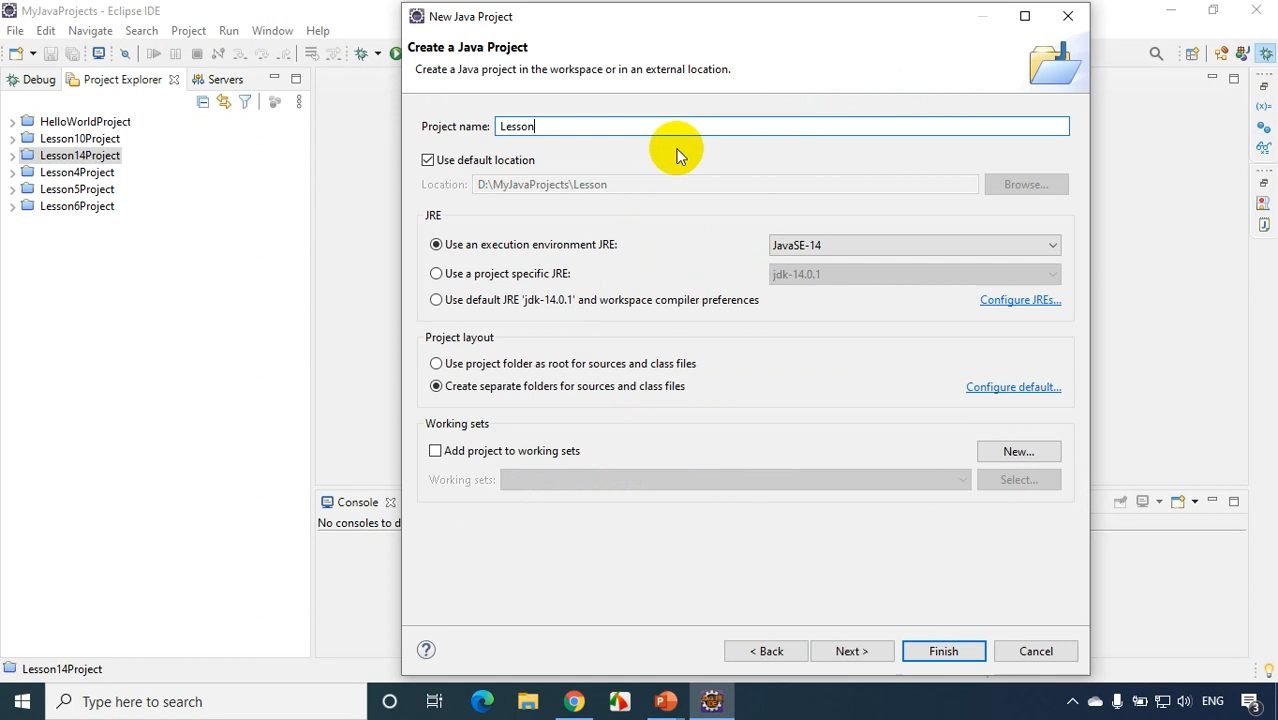 MyJavaProjects - Eclipse IDE
File Edit Navigate Search Project Run Window Help
Debug Project Explorer Servers
HelloWorldProject
Lesson10Project
Lesson14Project
Lesson4Project
Lesson5Project
Lesson6Project
Console
No consoles to d
Lesson14Project
New Java Project
Create a Java Project
Create a Java project in the workspace or in an external location.
Project name: Lesson
Use default location
Location: D:\MyJavaProjects\Lesson Browse...
JRE
Use an execution environment JRE: JavaSE-14
Use a project specific JRE: jdk-14.0.1
Use default JRE 'jdk-14.0.1' and workspace compiler preferences Configure JREs...
Project layout
Use project folder as root for sources and class files
Create separate folders for sources and class files Configure default...
Working sets
Add project to working sets New...
Working sets: Select...
< Back Next > Finish Cancel
Type here to search ENG 3